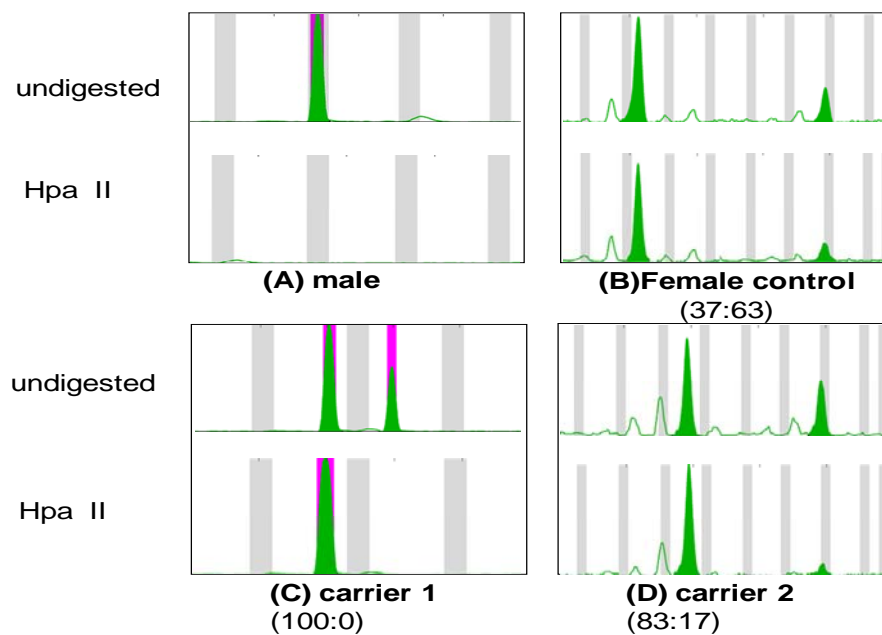 undigested
Hpa II
(A) male
(B)Female control
(37:63)
undigested
Hpa II
(C) carrier 1
(100:0)
(D) carrier 2
(83:17)